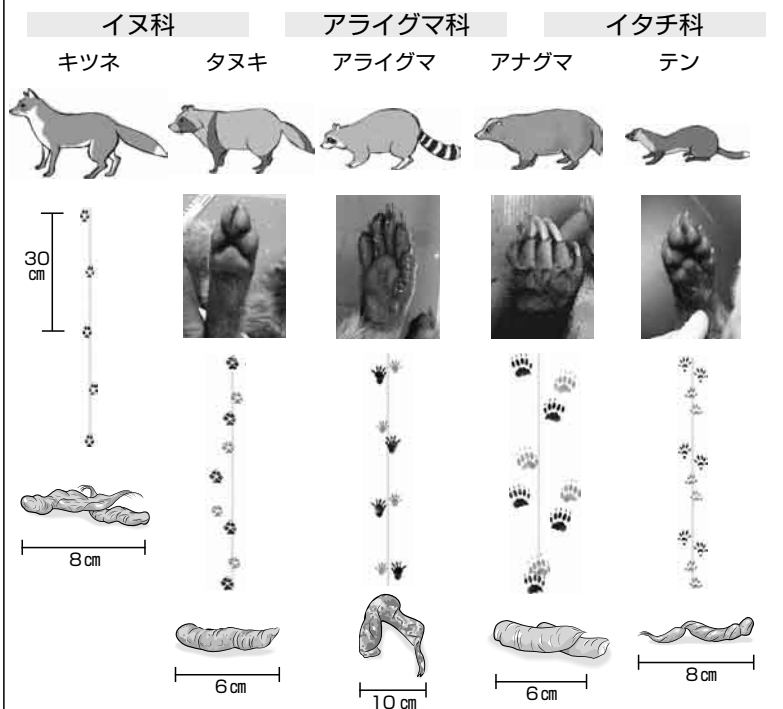 イヌ科 アライグマ科 イタチ科
キツネ タヌキ アライグマ アナグマ テン
30
cm
8cm
6cm
10cm
6cm
8cm